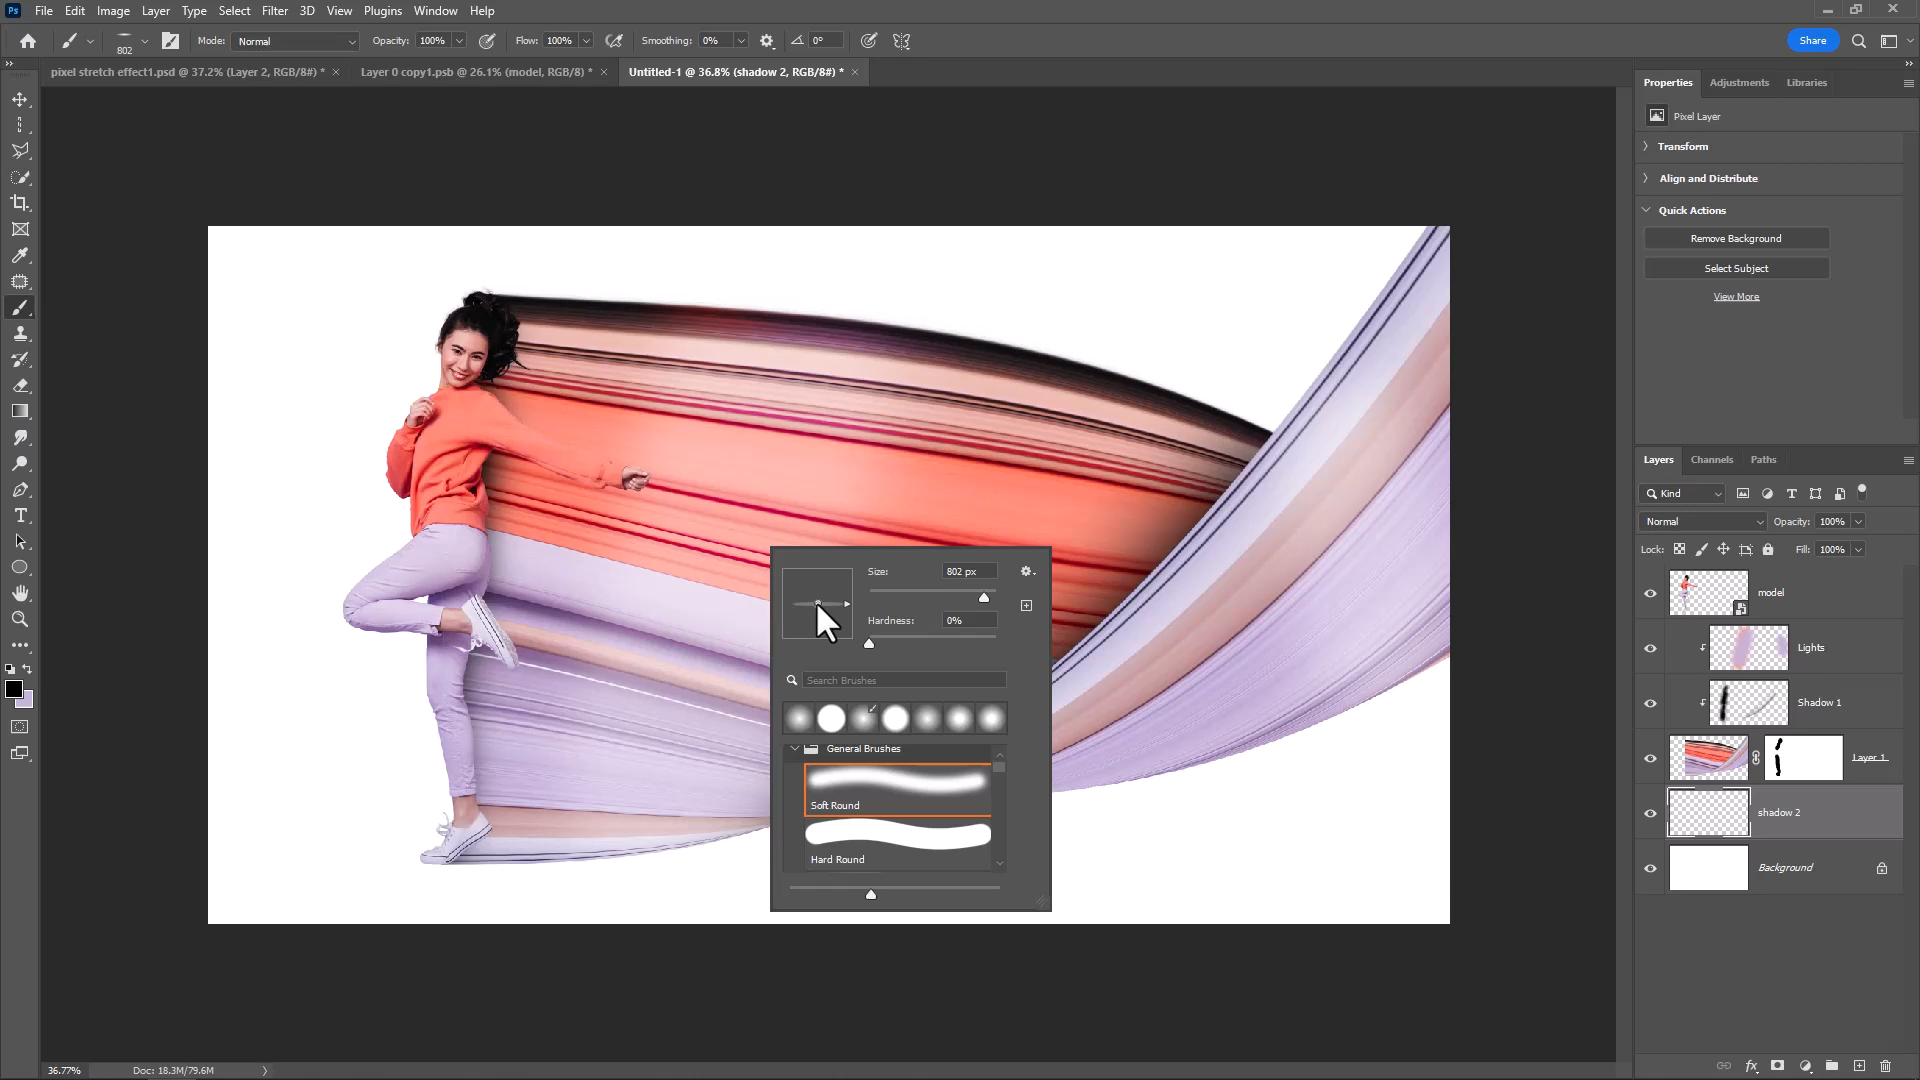 Ps File Edit Image Layer Type Select Filter 3D View Plugins Window Help
802 Mode: Normal Opacity: 100% Flow: 100% Smoothing: 0% 0° Share
pixel stretch effect1.psd @ 37.2% (Layer 2, RGB/8#) * × Layer 0 copy1.psb @ 26.1% (model, RGB/8) * × Untitled-1 @ 36.8% (shadow 2, RGB/8#) * ×
Properties Adjustments Libraries
Pixel Layer
Transform
Align and Distribute
Quick Actions
Remove Background
Select Subject
View More
Size: 802 px
Hardness: 0%
Search Brushes
General Brushes
Soft Round
Hard Round
Layers Channels Paths
Kind
Normal Opacity: 100%
Lock: Fill: 100%
model
Lights
Shadow 1
Layer 1
shadow 2
Background
36.77% Doc: 18.3M/79.6M